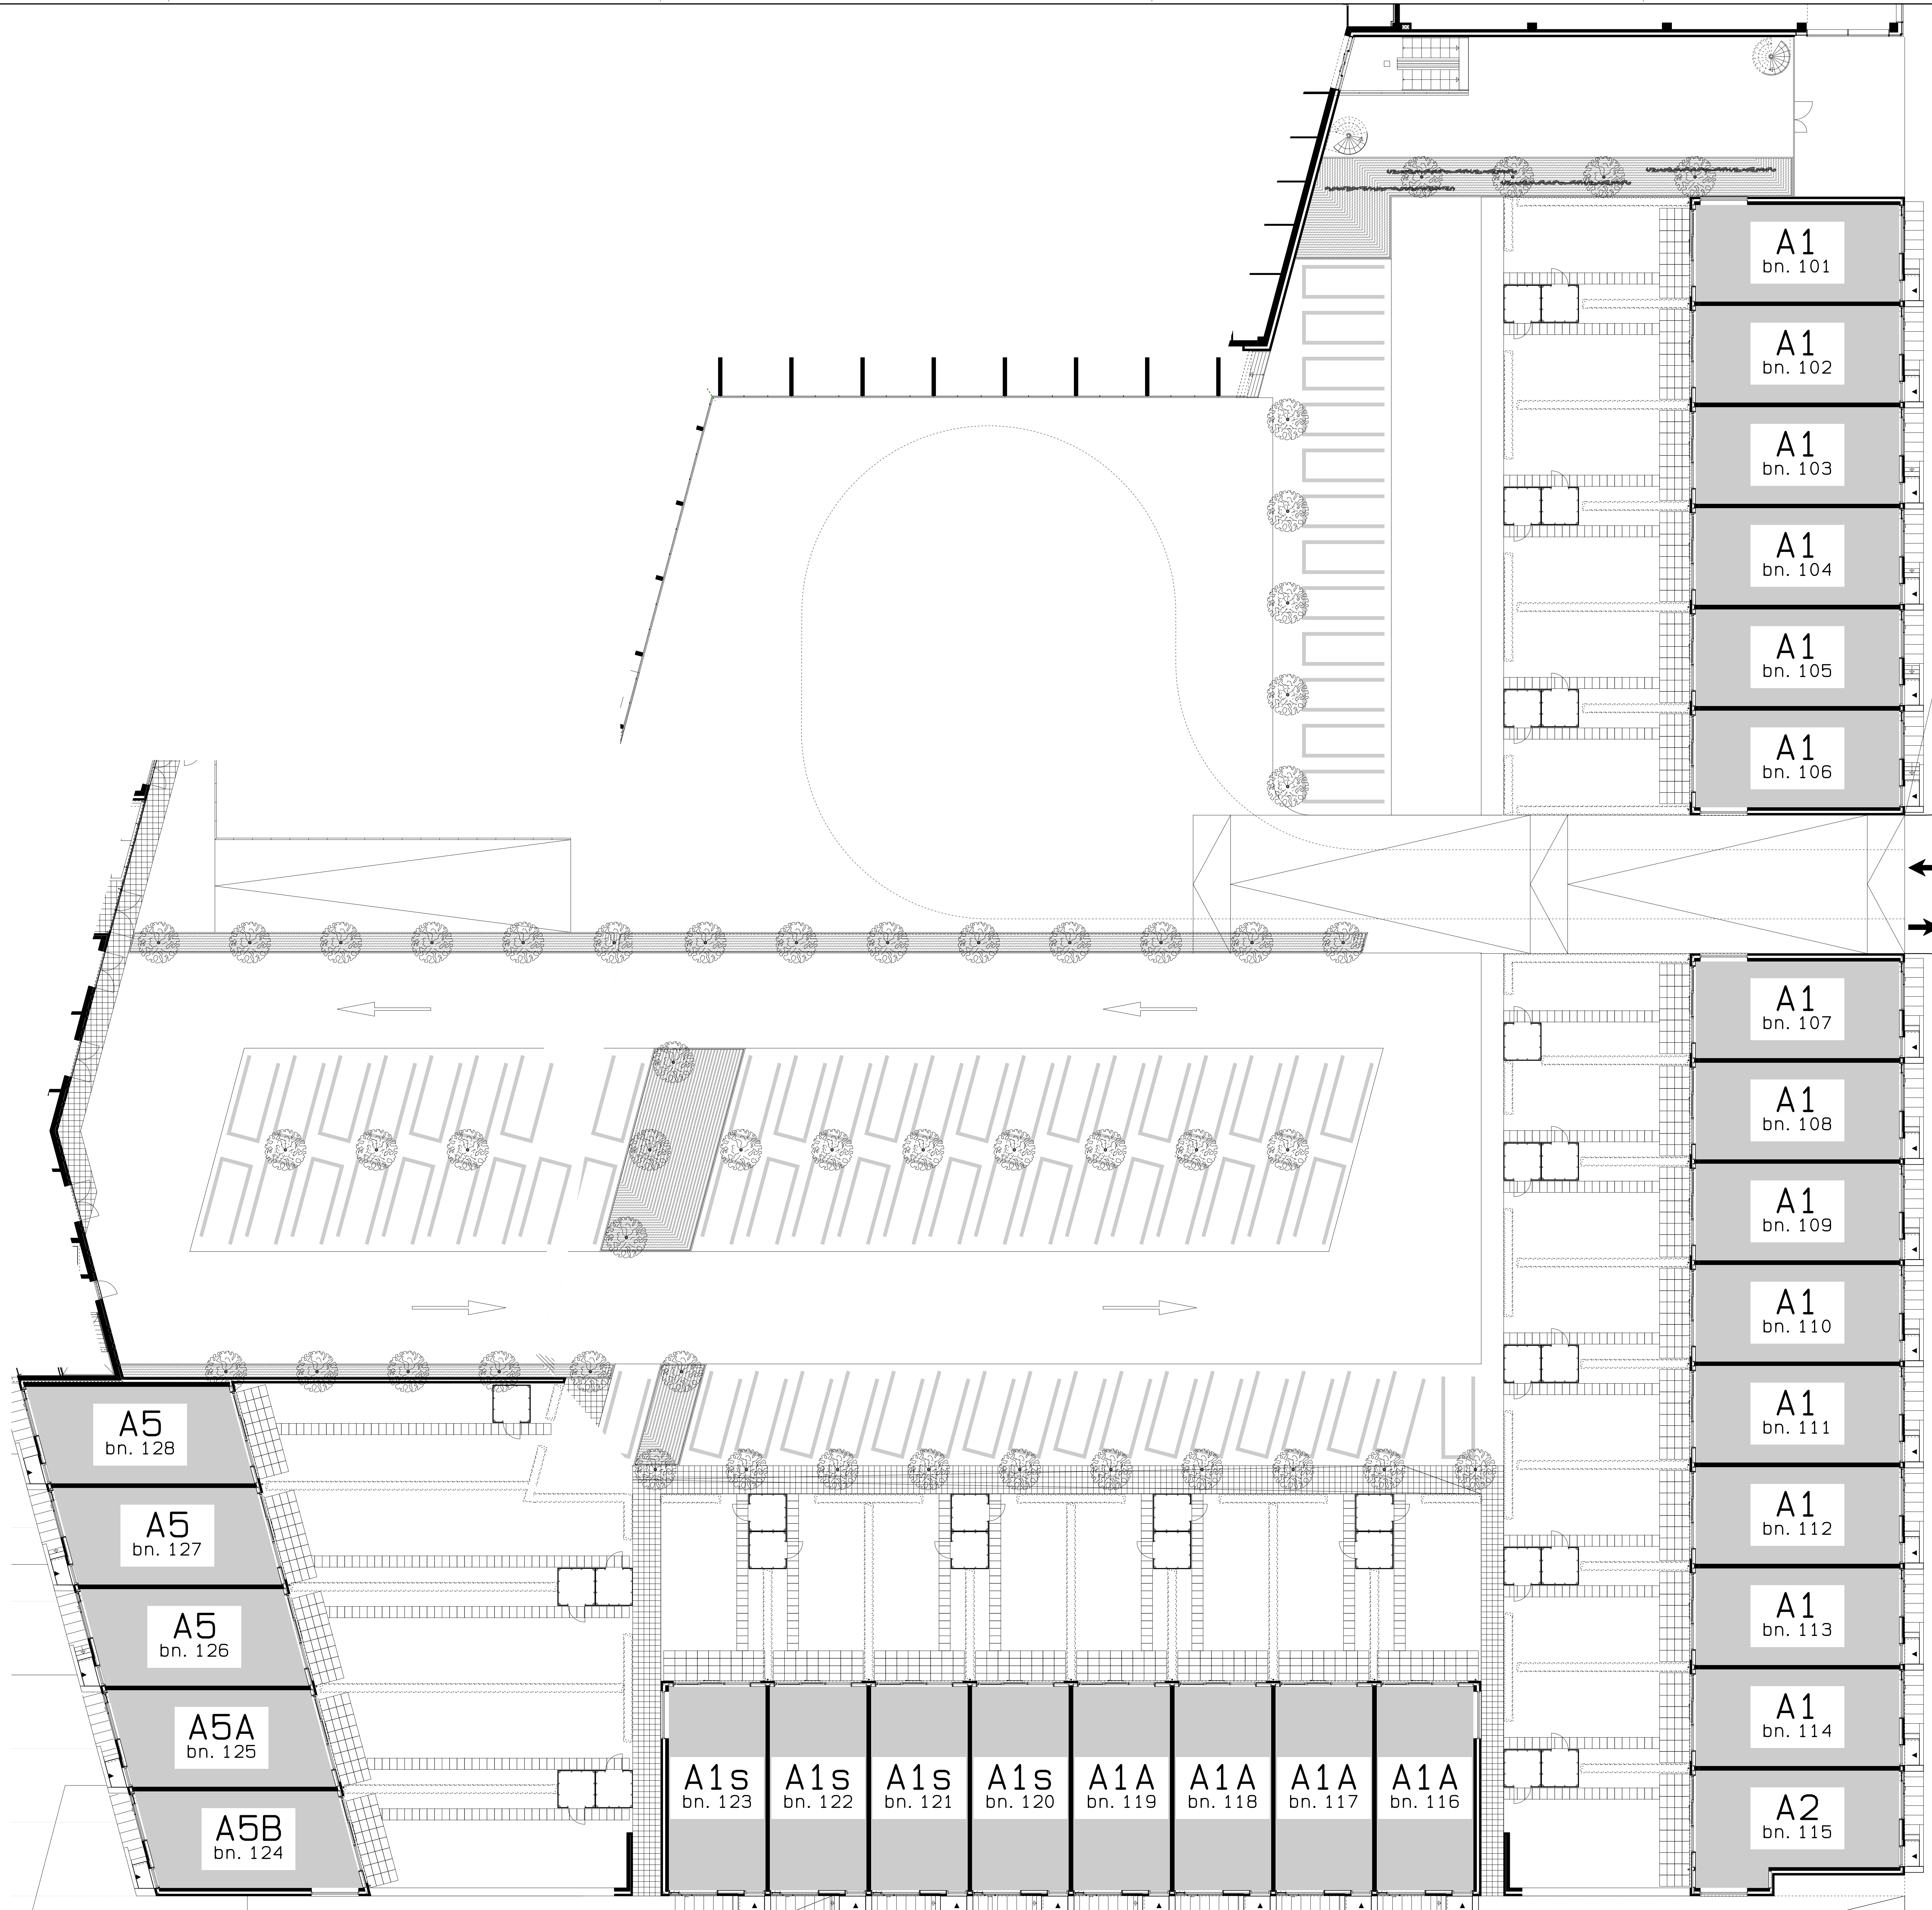 A1
bn. 101
A1
bn. 102
A1
bn. 103
A1
bn. 104
A1
bn. 105
A1
bn. 106
A1
bn. 107
A1
bn. 108
A1
bn. 109
A1
bn. 110
A1
bn. 111
A1
bn. 112
A1
bn. 113
A1
bn. 114
A2
bn. 115
A5
bn. 128
A5
bn. 127
A5
bn. 126
A5A
bn. 125
A5B
bn. 124
A1s
bn. 123
A1s
bn. 122
A1s
bn. 121
A1s
bn. 120
A1A
bn. 119
A1A
bn. 118
A1A
bn. 117
A1A
bn. 116